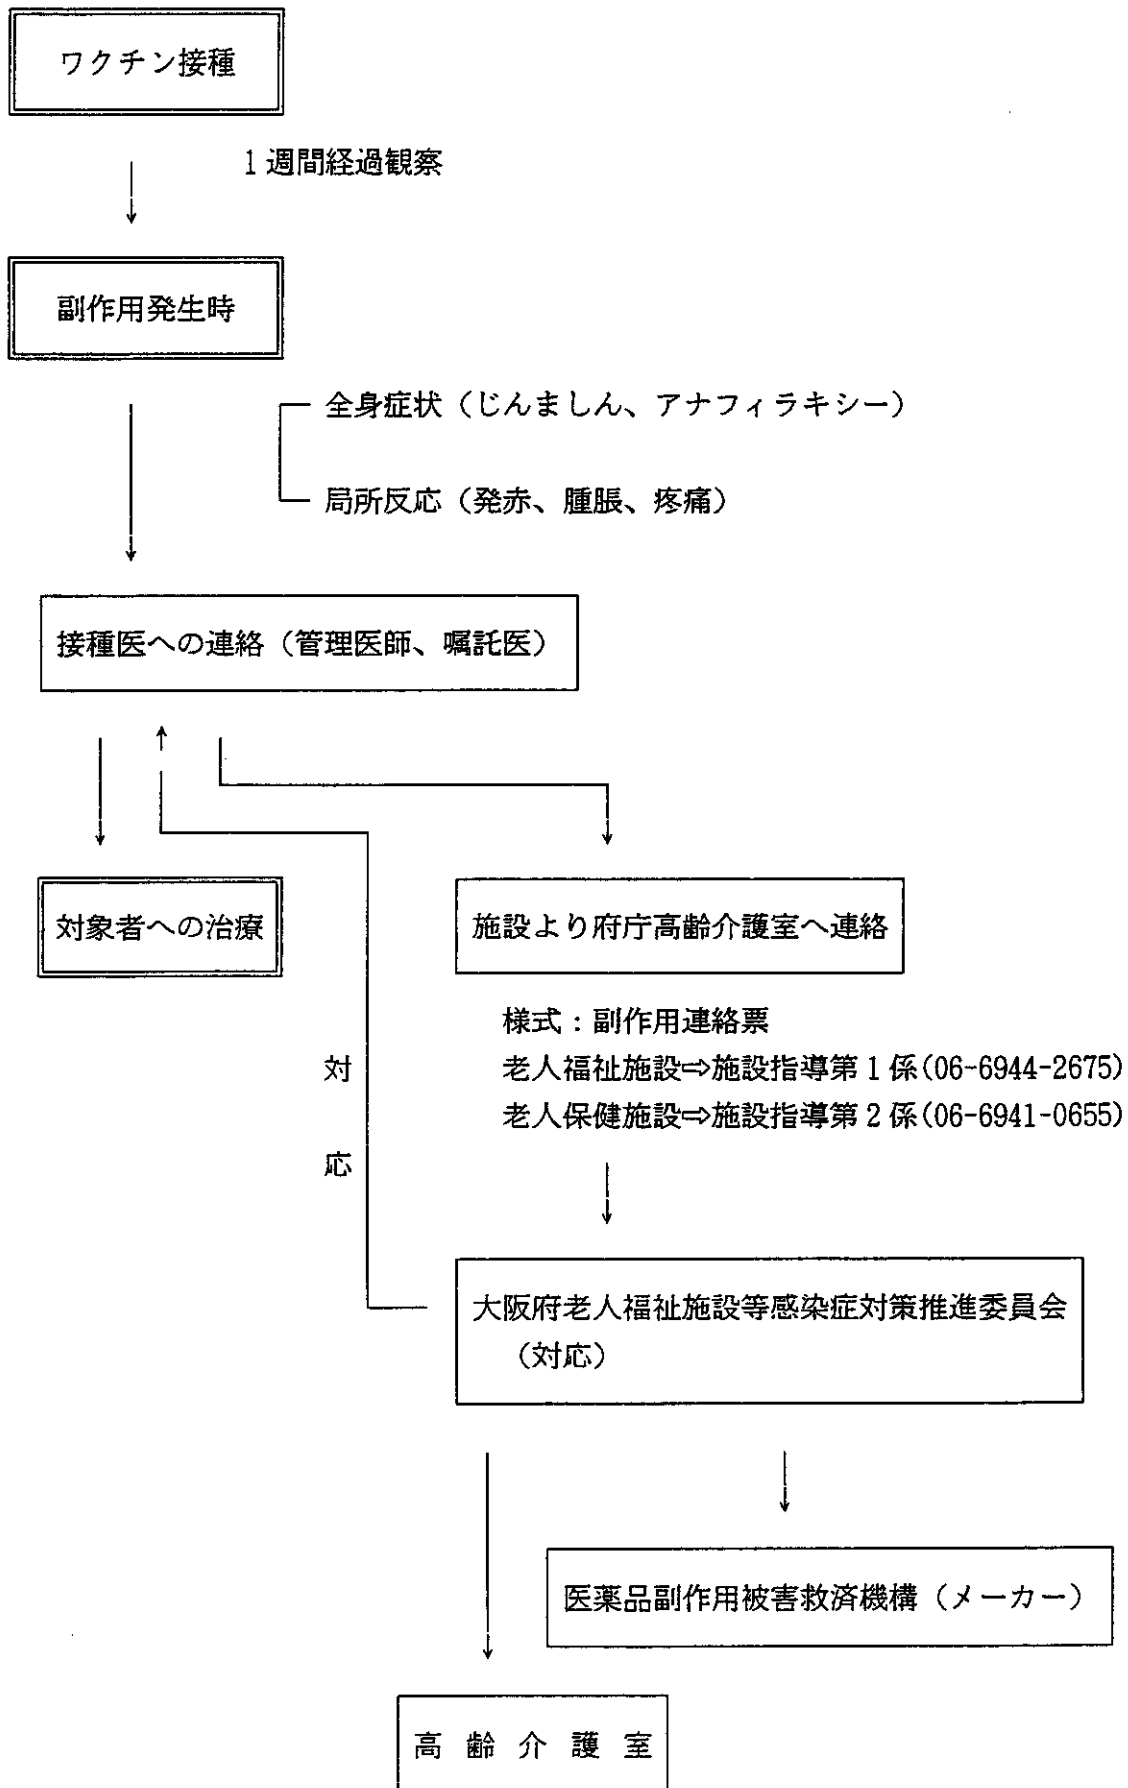 ワクチン接種
1週間経過観察
副作用発生時
全身症状（じんましん、アナフィラキシー）
局所反応（発赤、腫脹、疼痛）
接種医への連絡（管理医師、嘱託医）
対象者への治療
施設より府庁高齢介護室へ連絡
様式：副作用連絡票
老人福祉施設⇨施設指導第1係(06-6944-2675)
老人保健施設⇨施設指導第2係(06-6941-0655)
対
応
大阪府老人福祉施設等感染症対策推進委員会
（対応）
医薬品副作用被害救済機構（メーカー）
高齢介護室